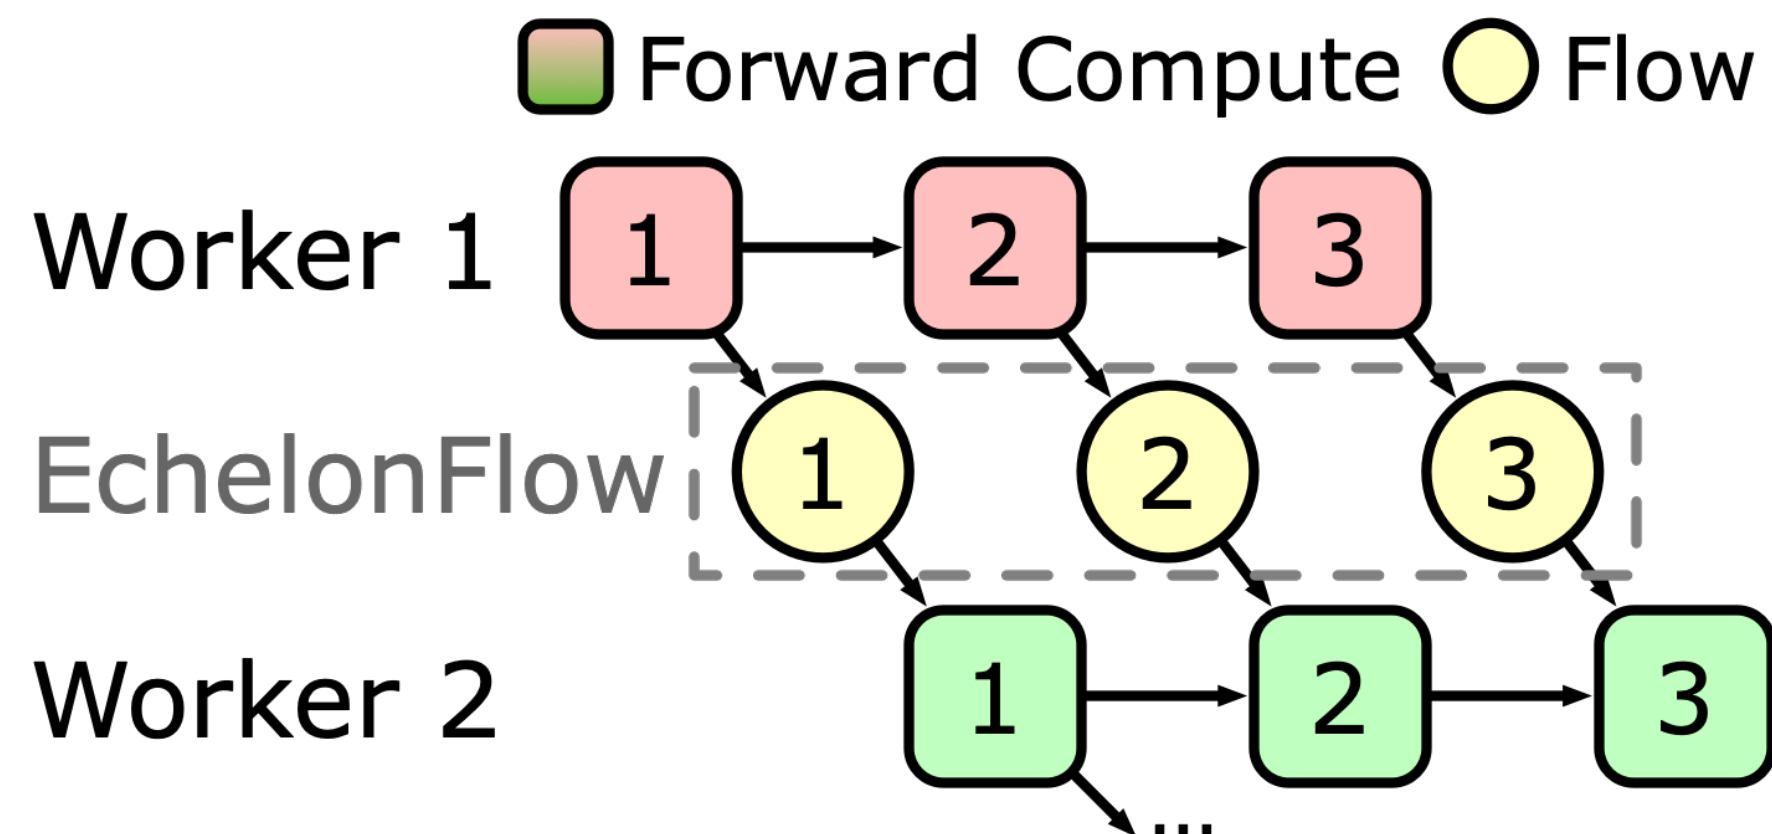 Forward Compute Flow
Worker 1 1 2 3
EchelonFlow 1 2 3
Worker 2 1 2 3
...